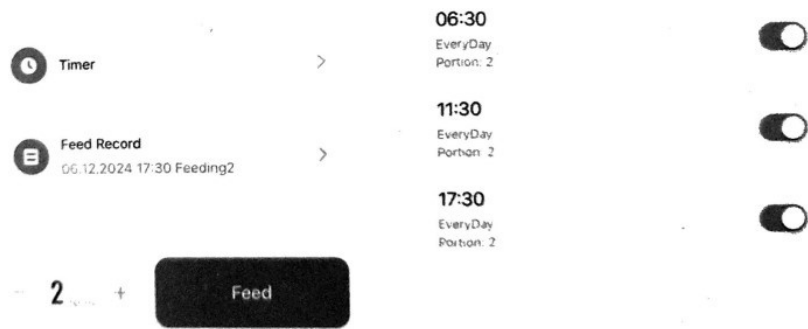 Timer
Feed Record
06.12.2024 17:30 Feeding2
2
Feed
06:30
EveryDay
Portion: 2
11:30
EveryDay
Portion: 2
17:30
EveryDay
Portion: 2